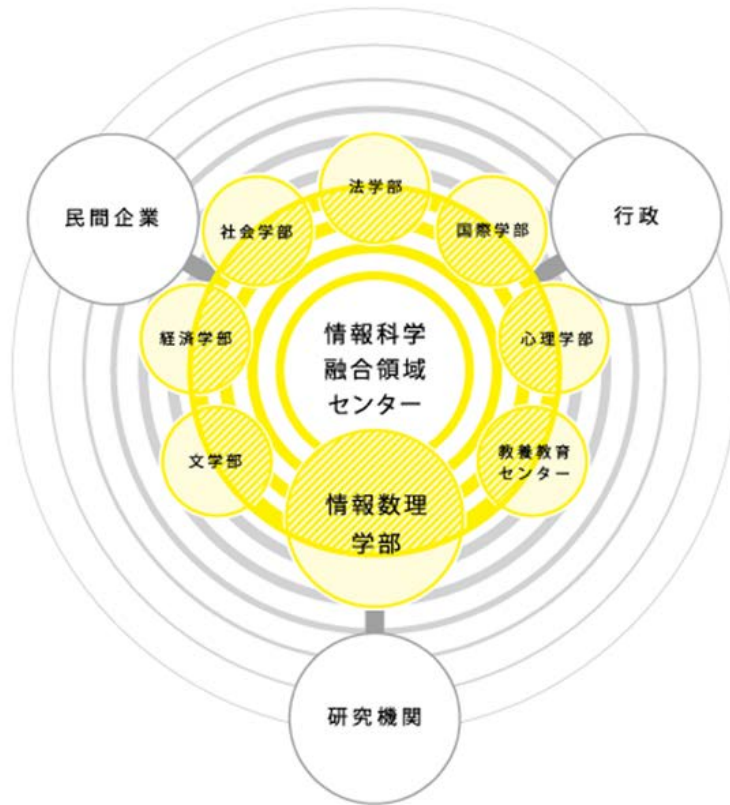 法学部
社会学部
国際学部
民間企業
行政
経済学部
心理学部
情報科学
融合領域
センター
文学部
教養教育
センター
情報数理
学部
研究機関